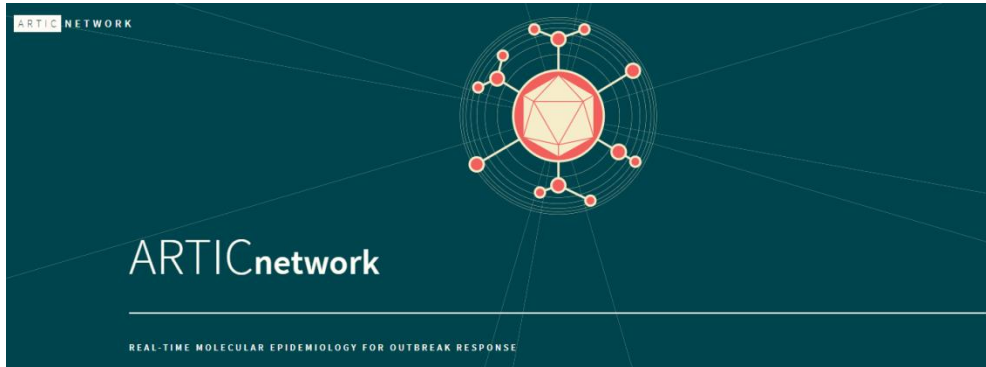 ARTIC NETWORK
ARTICnetwork
REAL-TIME MOLECULAR EPIDEMIOLOGY FOR OUTBREAK RESPONSE